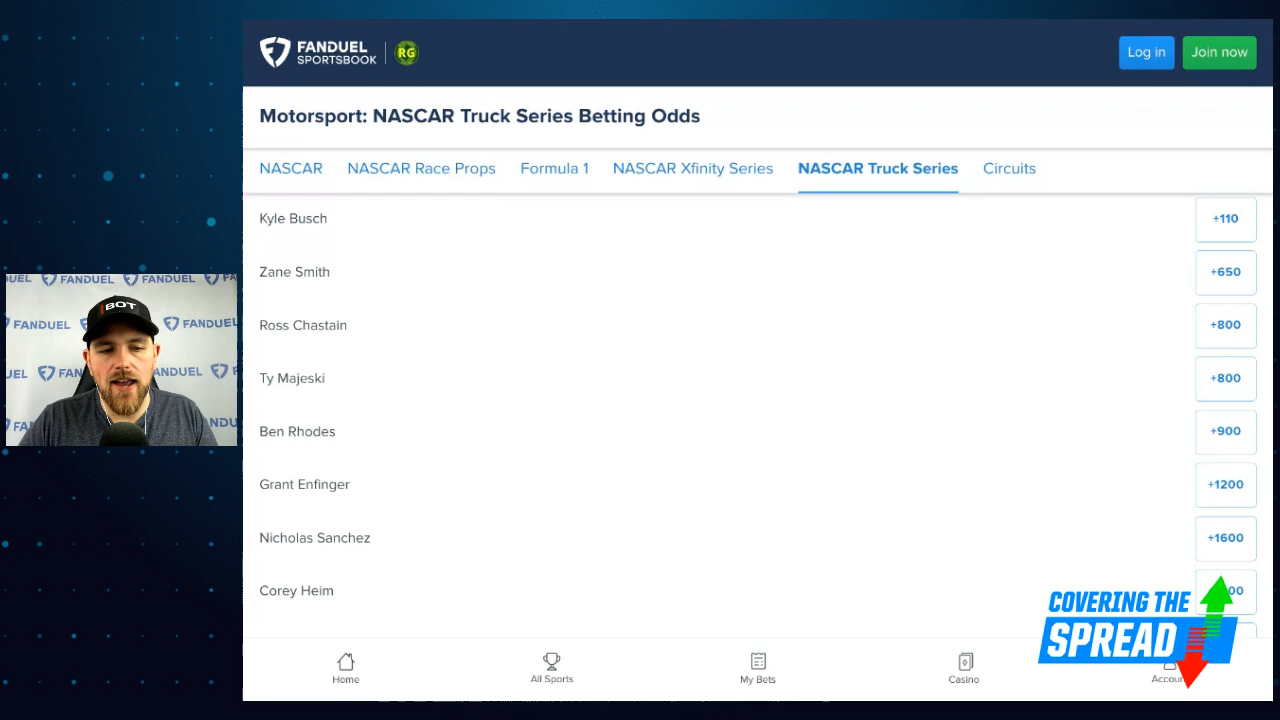 FANDUEL
SPORTSBOOK
RG
Log in
Join now
Motorsport: NASCAR Truck Series Betting Odds
NASCAR NASCAR Race Props Formula 1 NASCAR Xfinity Series NASCAR Truck Series Circuits
Kyle Busch +110
Zane Smith +650
Ross Chastain +800
Ty Majeski +800
Ben Rhodes +900
Grant Enfinger +1200
Nicholas Sanchez +1600
Corey Heim
COVERING THE
SPREAD
Home All Sports My Bets Casino
BOT
FANDUEL FANDUEL
FANDUEL FANDUEL